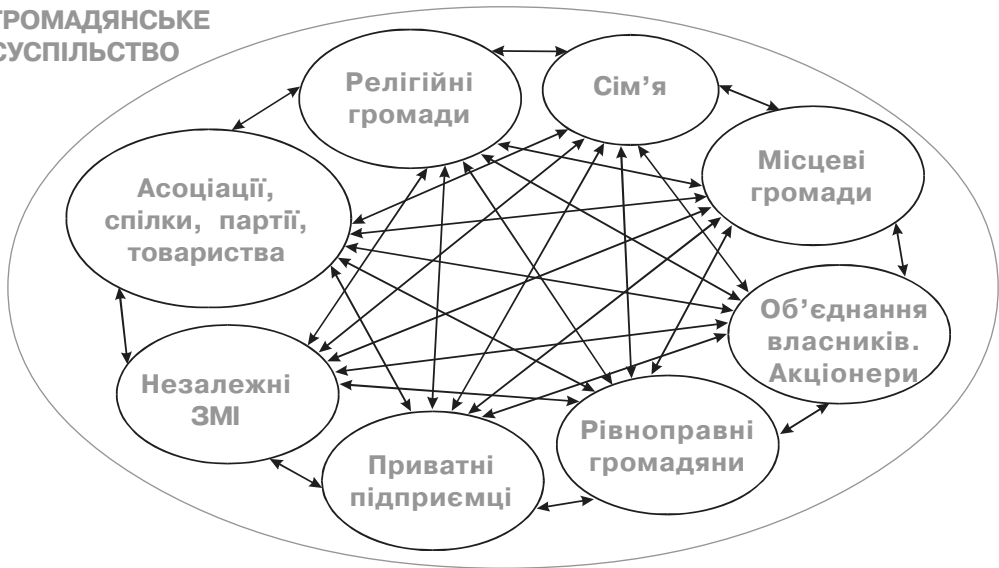 ГРОМАДЯНСЬКЕ
СУСПІЛЬСТВО
Релігійні
громади
Сім’я
Місцеві
громади
Асоціації,
спілки, партії,
товариства
Об’єднання
власників.
Акціонери
Незалежні
ЗМІ
Рівноправні
громадяни
Приватні
підприємці